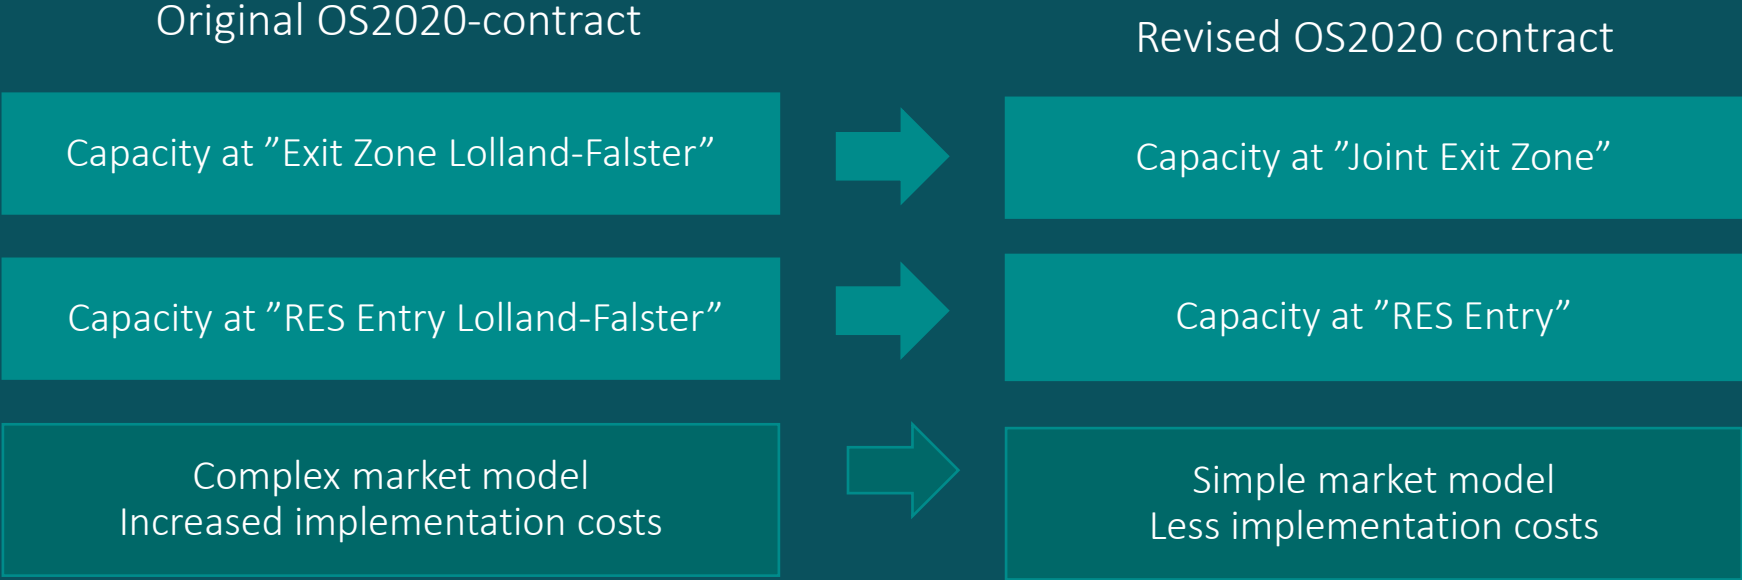 Original OS2020-contract
Revised OS2020 contract
Capacity at ”Exit Zone Lolland-Falster”
Capacity at ”Joint Exit Zone”
Capacity at ”RES Entry Lolland-Falster”
Capacity at ”RES Entry”
Complex market model
Increased implementation costs
Simple market model
Less implementation costs